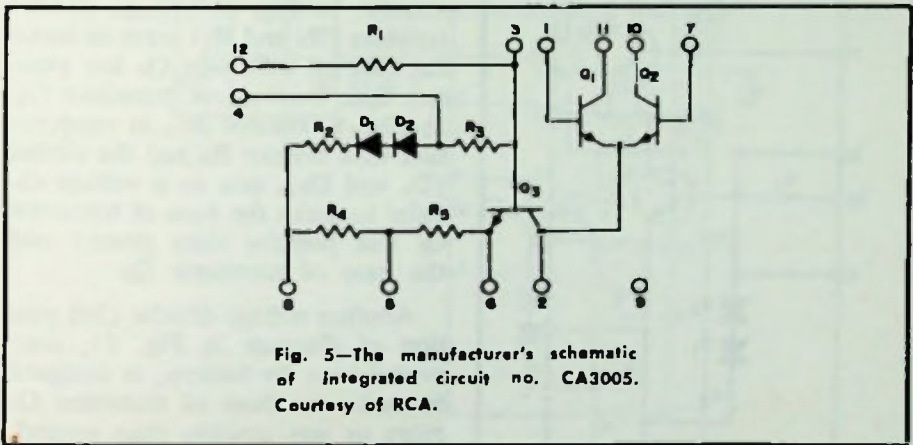 R1
12
3
1
11
10
7
Q1
Q2
4
R2
D1
D2
R3
Q3
R4
R5
8
5
6
2
9
Fig. 5—The manufacturer's schematic
of integrated circuit no. CA3005.
Courtesy of RCA.